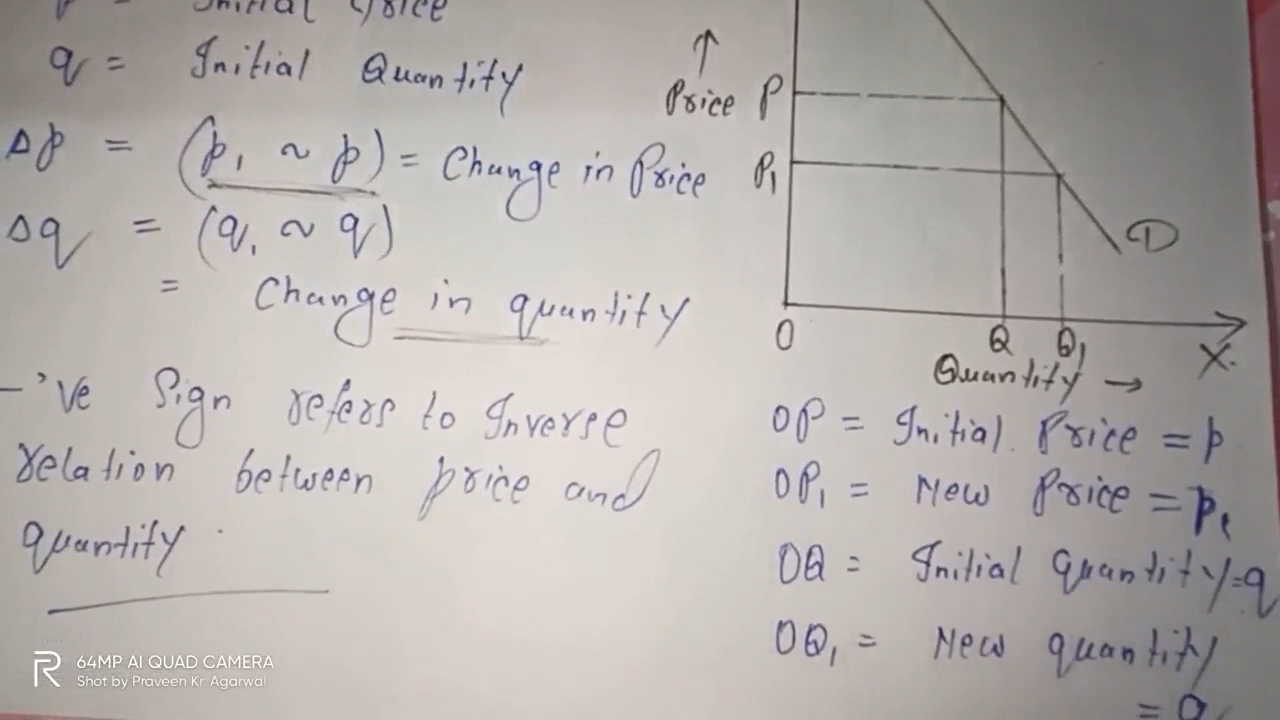 p = Initial Price
q = Initial Quantity
Δp = (p₁ ~ p) = Change in Price
Δq = (q₁ ~ q)
= Change in quantity
-'ve Sign refers to Inverse
relation between price and
quantity
↑
Price P
P₁
D
O Q Q₁ X
Quantity →
OP = Initial Price = p
OP₁ = New Price = p₁
OQ = Initial quantity = q
OQ₁ = New quantity
=
64MP AI QUAD CAMERA
Shot by Praveen Kr. Agarwal